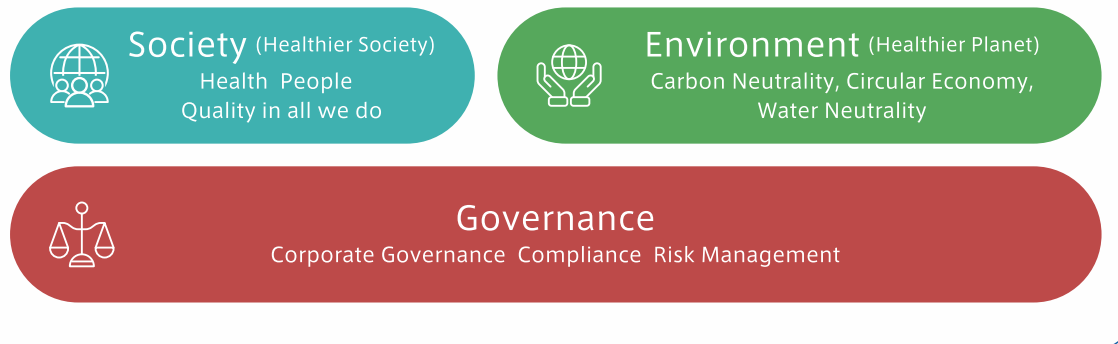 Society (Healthier Society)
Health People
Quality in all we do
Environment (Healthier Planet)
Carbon Neutrality, Circular Economy,
Water Neutrality
Governance
Corporate Governance Compliance Risk Management